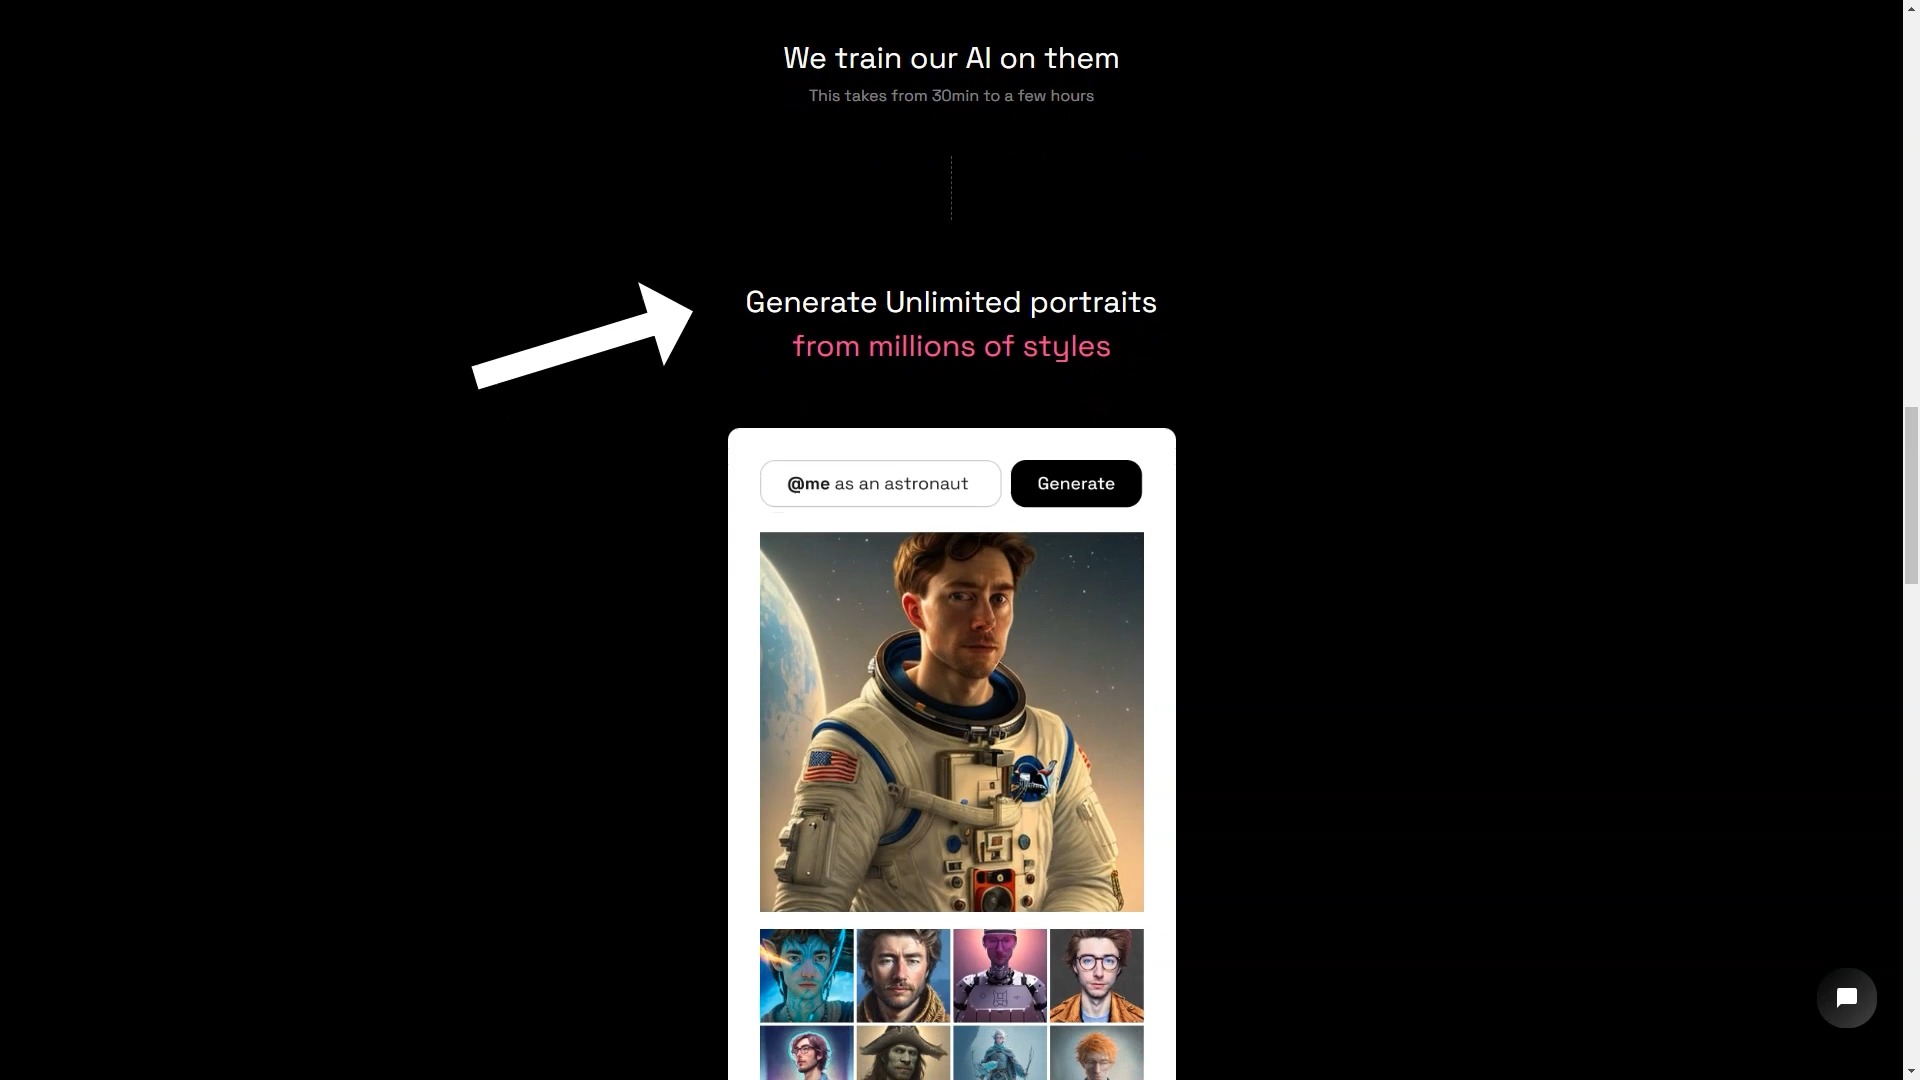 We train our AI on them
This takes from 30min to a few hours
Generate Unlimited portraits
from millions of styles
@me as an astronaut
Generate